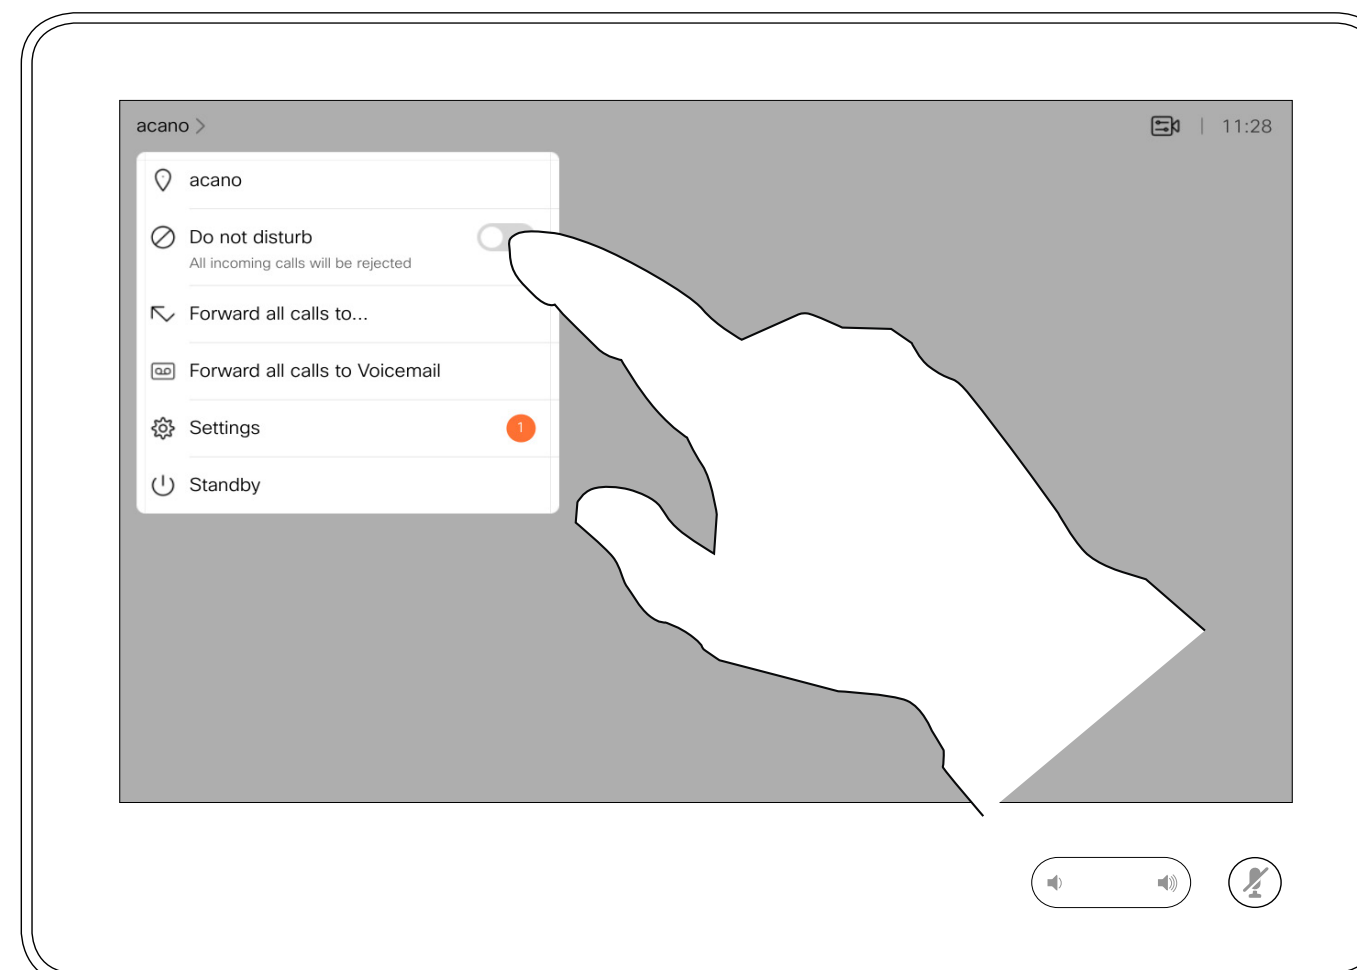 acano
11:28
acano
Do not disturb
All incoming calls will be rejected
Forward all calls to...
Forward all calls to Voicemail
Settings
1
Standby